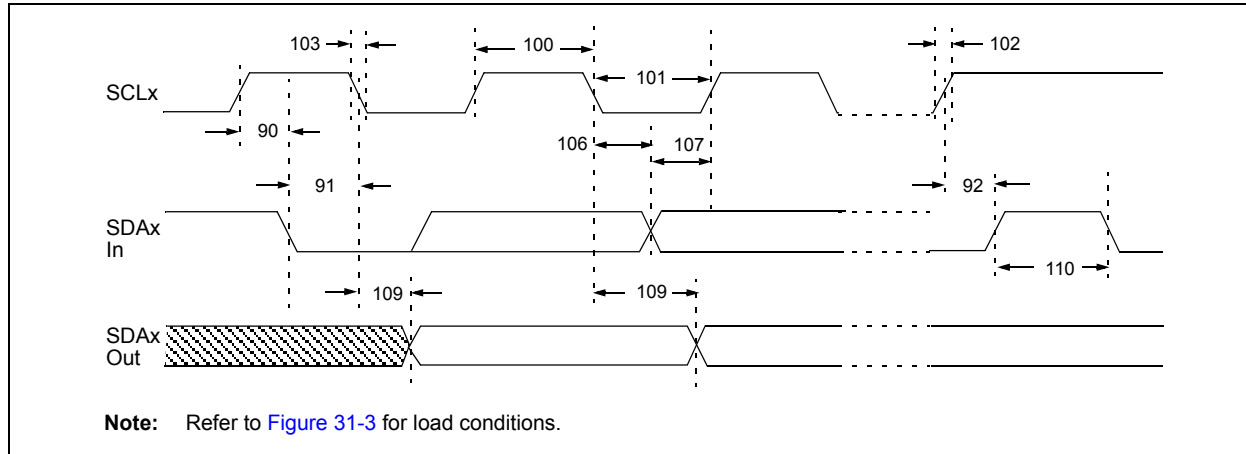 103
100
102
101
SCLx
90
106
107
91
92
SDAx
In
110
109
109
SDAx
Out
Note: Refer to Figure 31-3 for load conditions.